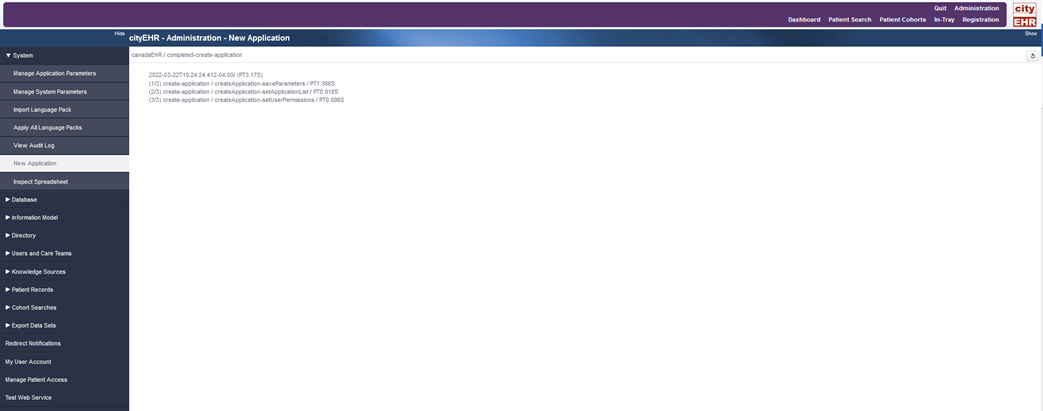 Quit Administration
city
EHR
Dashboard Patient Search Patient Cohorts In-Tray Registration
Hide
cityEHR - Administration - New Application
Show
▼ System
Manage Application Parameters
Manage System Parameters
Import Language Pack
Apply All Language Packs
View Audit Log
New Application
Inspect Spreadsheet
▶ Database
▶ Information Model
▶ Directory
▶ Users and Care Teams
▶ Knowledge Sources
▶ Patient Records
▶ Cohort Searches
▶ Export Data Sets
Redirect Notifications
My User Account
Manage Patient Access
Test Web Service
canadaEHR / completed-create-application
2022-03-22T10:24:24.412-04:00/ (PT3.17S)
(1/3) create-application / createApplication-saveParameters / PT1.366S
(2/3) create-application / createApplication-setApplicationList / PT0.918S
(3/3) create-application / createApplication-setUserPermissions / PT0.886S